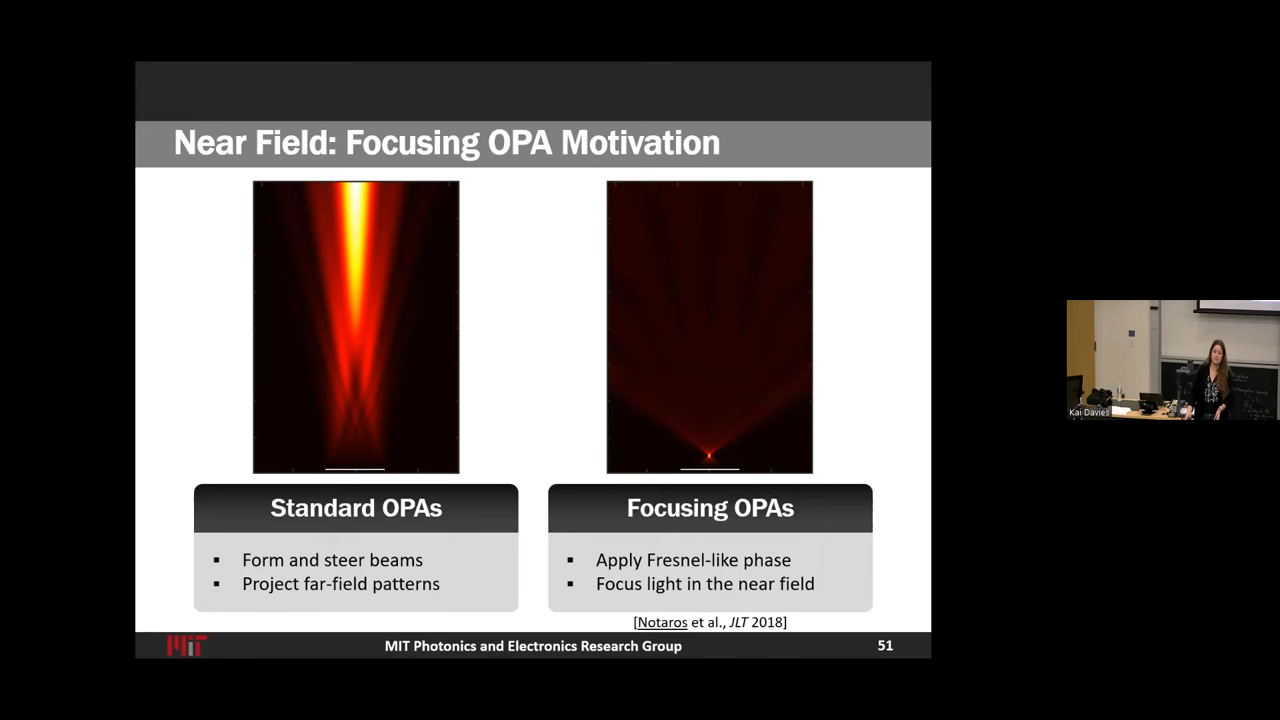 Near Field: Focusing OPA Motivation
Standard OPAs
▪ Form and steer beams
▪ Project far-field patterns
Focusing OPAs
▪ Apply Fresnel-like phase
▪ Focus light in the near field
[Notaros et al., JLT 2018]
MIT
MIT Photonics and Electronics Research Group
51
Kai Davies